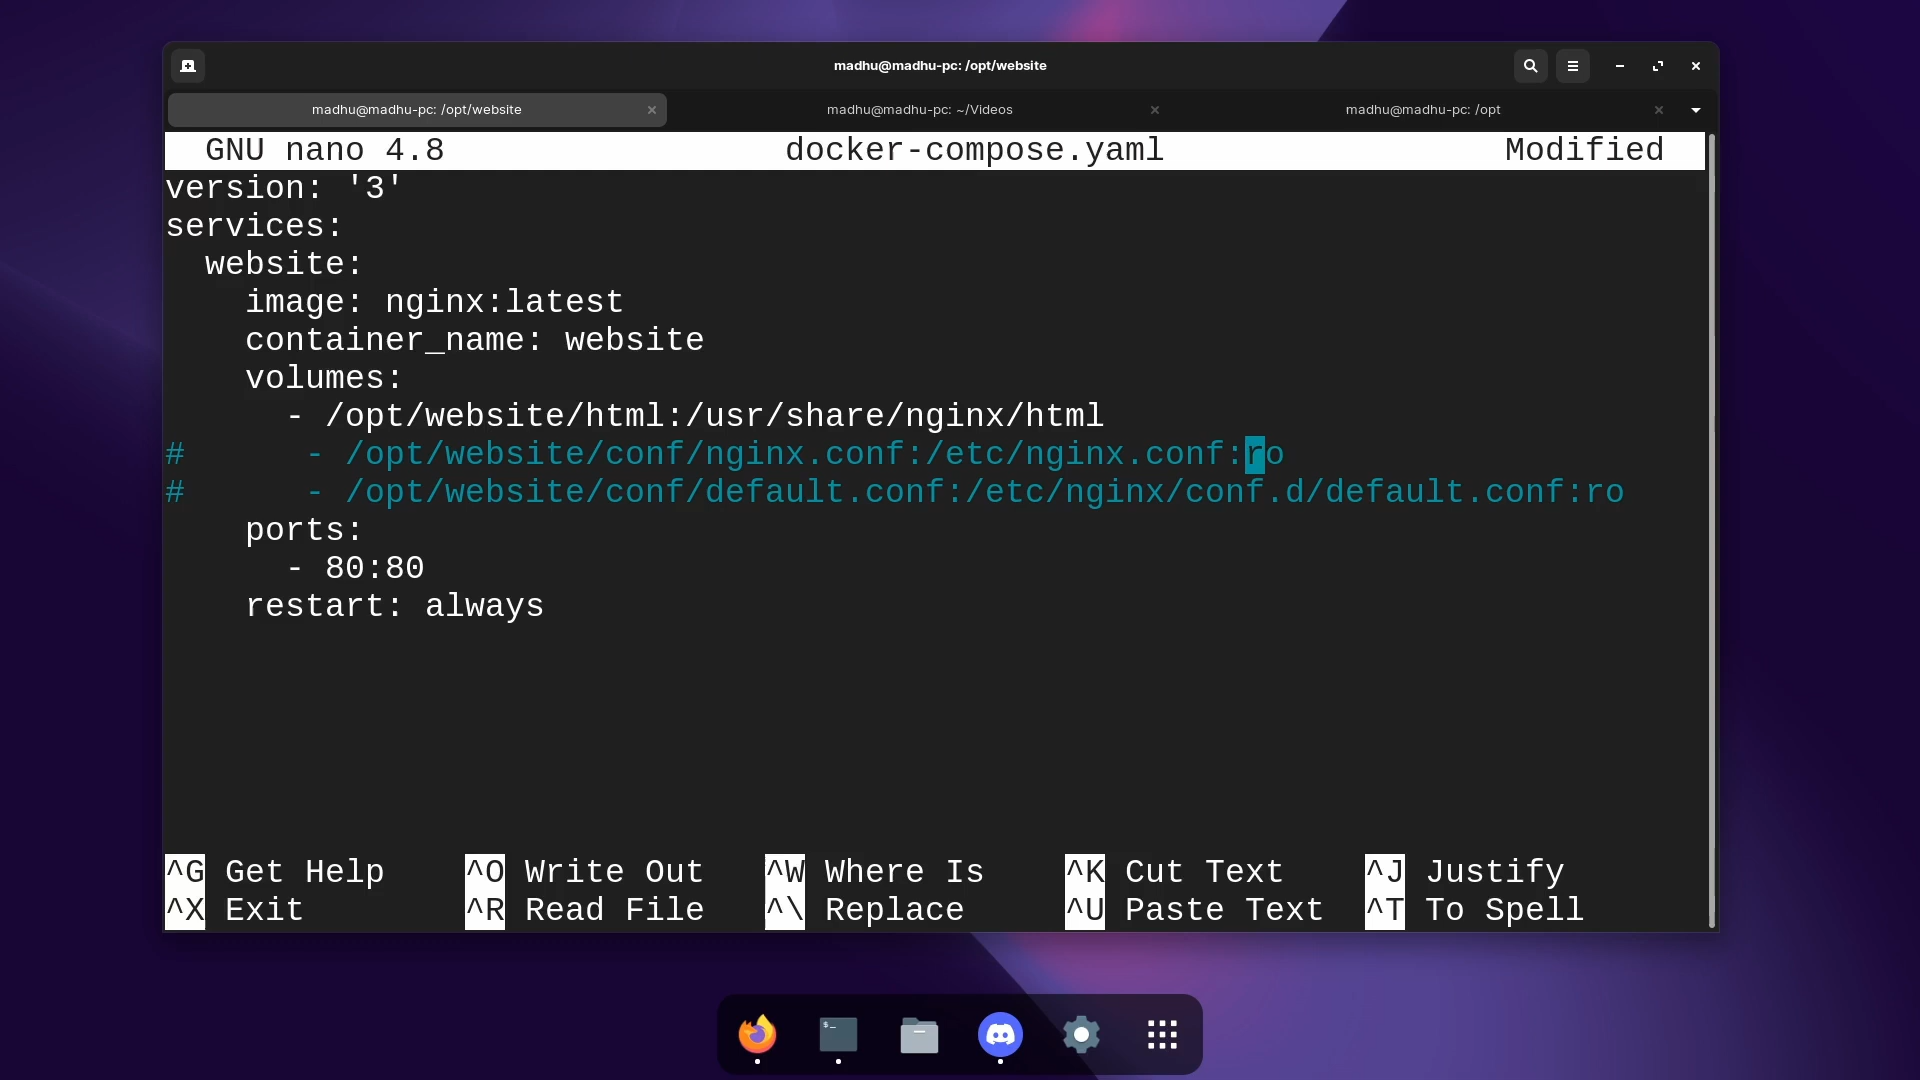 madhu@madhu-pc: /opt/website
madhu@madhu-pc: /opt/website
madhu@madhu-pc: ~/Videos
madhu@madhu-pc: /opt
GNU nano 4.8 docker-compose.yaml Modified
version: '3'
services:
  website:
    image: nginx:latest
    container_name: website
    volumes:
      - /opt/website/html:/usr/share/nginx/html
#      - /opt/website/conf/nginx.conf:/etc/nginx.conf:ro
#      - /opt/website/conf/default.conf:/etc/nginx/conf.d/default.conf:ro
    ports:
      - 80:80
    restart: always
^G Get Help ^O Write Out ^W Where Is ^K Cut Text ^J Justify
^X Exit ^R Read File ^\ Replace ^U Paste Text ^T To Spell
$_